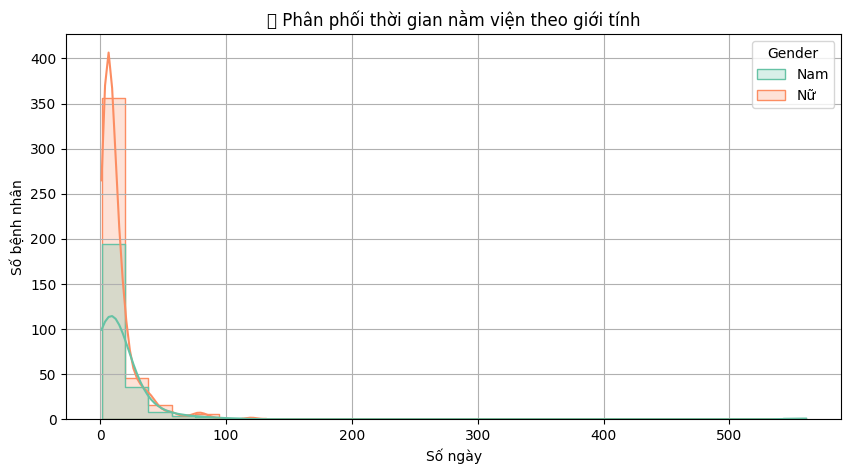 Phân phối thời gian nằm viện theo giới tính
Gender
Nam
Nữ
Số bệnh nhân
400
350
300
250
200
150
100
50
0
0 100 200 300 400 500
Số ngày